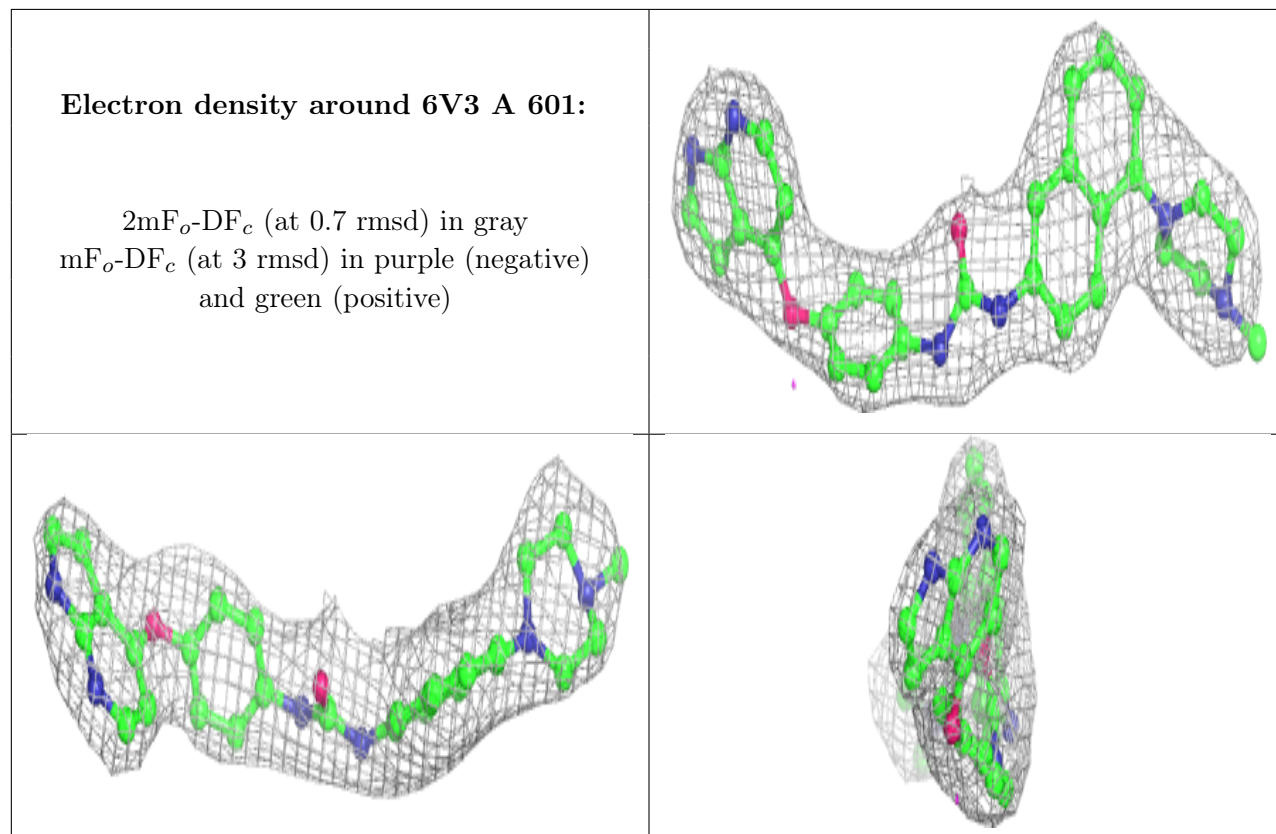 Electron density around 6V3 A 601:
2mFo-DFc (at 0.7 rmsd) in gray
mFo-DFc (at 3 rmsd) in purple (negative)
and green (positive)